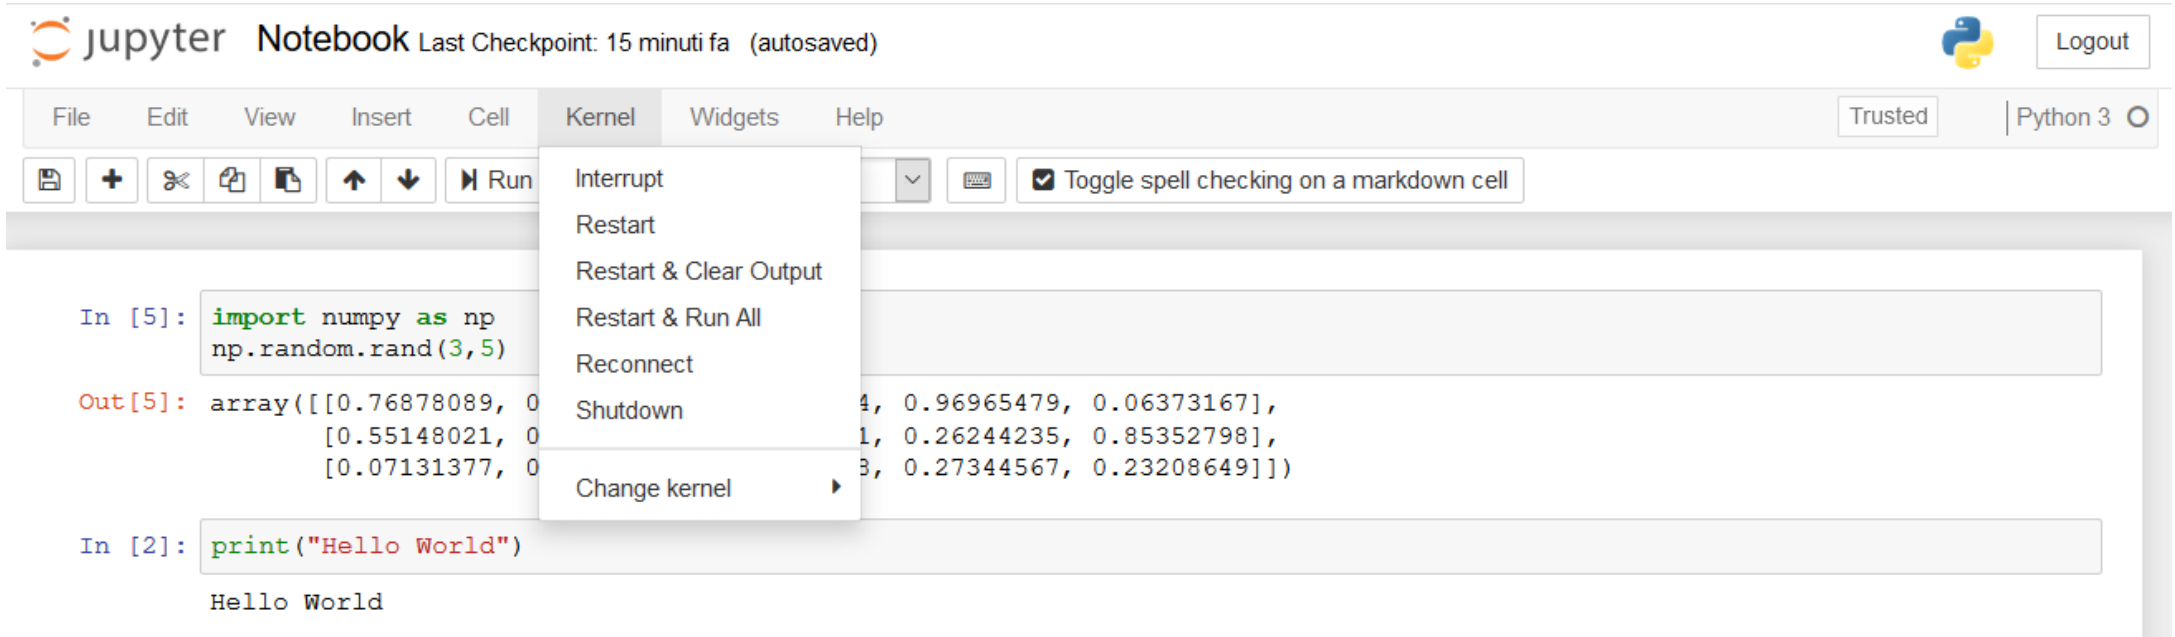 jupyter Notebook Last Checkpoint: 15 minuti fa (autosaved)
Logout
File Edit View Insert Cell Kernel Widgets Help
Trusted
Python 3
Run
Toggle spell checking on a markdown cell
Interrupt
Restart
Restart & Clear Output
Restart & Run All
Reconnect
Shutdown
Change kernel
In [5]: import numpy as np
np.random.rand(3,5)
Out[5]: array([[0.76878089, 0 4, 0.96965479, 0.06373167],
[0.55148021, 0 1, 0.26244235, 0.85352798],
[0.07131377, 0 8, 0.27344567, 0.23208649]])
In [2]: print("Hello World")
Hello World